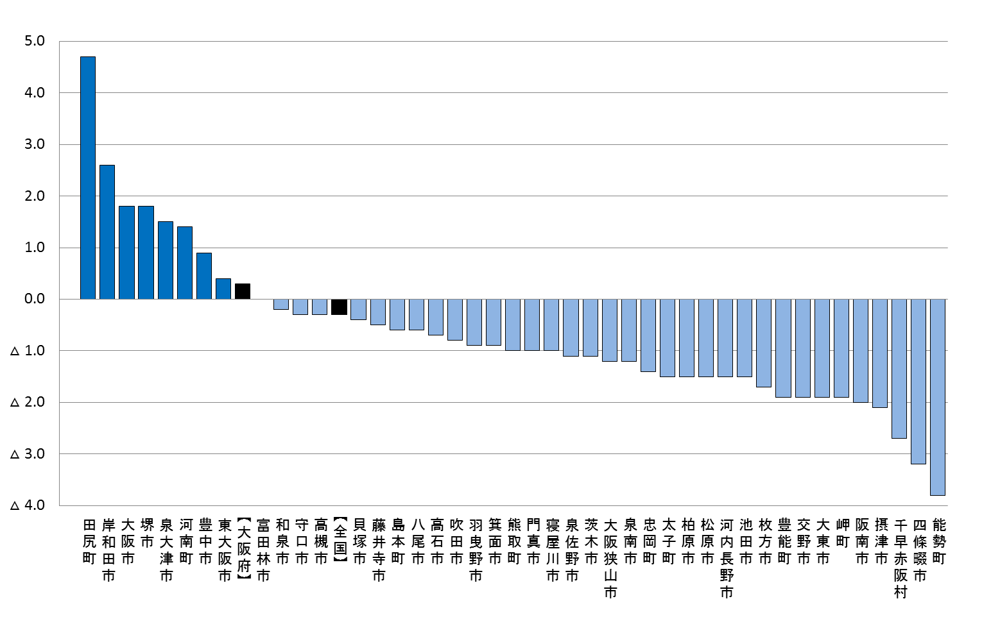 5.0
4.0
3.0
2.0
1.0
0.0
△ 1.0
△ 2.0
△ 3.0
△ 4.0
田尻町
岸和田市
大阪市
堺市
泉大津市
河南町
豊中市
東大阪市
【大阪府】
富田林市
和泉市
守口市
高槻市
【全国】
貝塚市
藤井寺市
島本町
八尾市
高石市
吹田市
羽曳野市
箕面市
熊取町
門真市
寝屋川市
泉佐野市
茨木市
大阪狭山市
泉南市
忠岡町
太子町
柏原市
松原市
河内長野市
池田市
枚方市
豊能町
交野市
大東市
岬町
阪南市
摂津市
千早赤阪村
四條畷市
能勢町